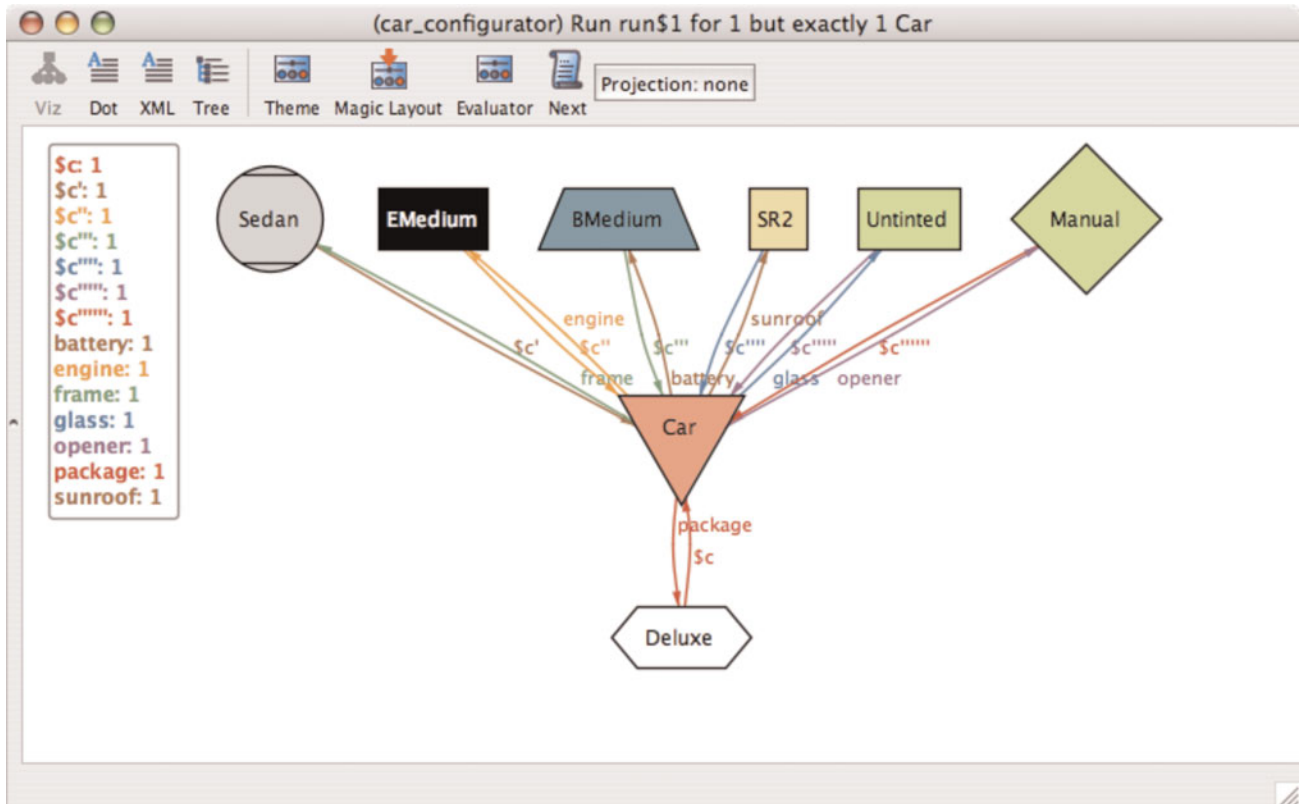 (car_configurator) Run run$1 for 1 but exactly 1 Car
Viz Dot XML Tree Theme Magic Layout Evaluator Next Projection: none
$c: 1
$c': 1
$c'': 1
$c''': 1
$c'''': 1
$c''''': 1
$c'''''': 1
battery: 1
engine: 1
frame: 1
glass: 1
opener: 1
package: 1
sunroof: 1
Sedan EMedium BMedium SR2 Untinted Manual
engine sunroof
$c' $c'' $c''' $c'''' $c''''' $c''''''
frame battery glass opener
Car
package
$c
Deluxe